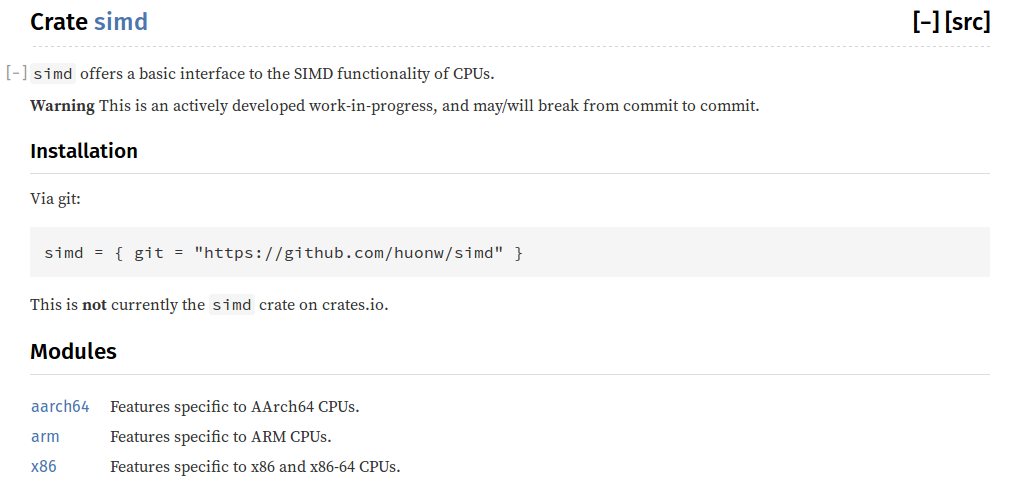 Crate simd [−] [src]
[−] simd offers a basic interface to the SIMD functionality of CPUs.
Warning This is an actively developed work-in-progress, and may/will break from commit to commit.
Installation
Via git:
simd = { git = "https://github.com/huonw/simd" }
This is not currently the simd crate on crates.io.
Modules
aarch64 Features specific to AArch64 CPUs.
arm Features specific to ARM CPUs.
x86 Features specific to x86 and x86-64 CPUs.